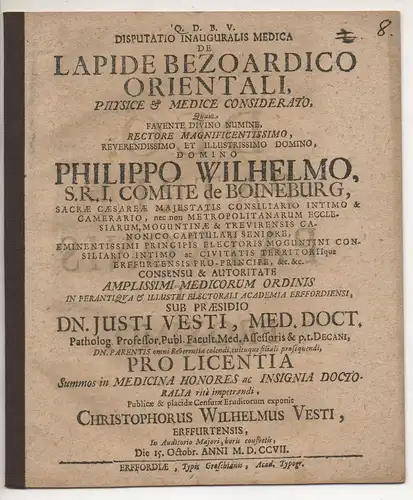 Q. D. B. V.
8.
DISPUTATIO INAUGURALIS MEDICA
DE
LAPIDE BEZOARDICO
ORIENTALI,
PHYSICE & MEDICE CONSIDERATO,
Quam
FAVENTE DIVINO NUMINE,
RECTORE MAGNIFICENTISSIMO,
REVERENDISSIMO ET ILLUSTRISSIMO DOMINO,
DOMINO
PHILIPPO WILHELMO,
S.R.I. COMITE de BOINEBURG,
SACRÆ CÆSAREÆ MAJESTATIS CONSILIARIO INTIMO &
CAMERARIO, nec non METROPOLITANARUM ECCLE-
SIARUM, MOGUNTINÆ & TREVIRENSIS CA-
NONICO CAPITULARI SENIORE,
EMINENTISSIMI PRINCIPIS ELECTORIS MOGUNTINI CON-
SILIARIO INTIMO ac CIVITATIS TERRITORIIque
ERFFURTENSIS PRO-PRINCIPE, &c. &c.
CONSENSU & AUTORITATE
AMPLISSIMI MEDICORUM ORDINIS
IN PERANTIQVA & ILLUSTRI ELECTORALI ACADEMIA ERFFORDIENSI,
SUB PRÆSIDIO
DN. JUSTI VESTI, MED. DOCT.
Patholog. Professor. Publ. Facult. Med. Assessoris & p.t. DECANI,
DN. PARENTIS omni Reverentia colendi, cultuque filiali prosequendi,
PRO LICENTIA
Summos in MEDICINA HONORES ac INSIGNIA DOCTO-
RALIA ritè impetrandi,
Publicæ & placidæ Censuræ Eruditorum exponit
CHRISTOPHORUS WILHELMUS VESTI,
ERFFURTENSIS,
In Auditorio Majori, horis consvetis,
Die 15. Octobr. ANNI M. D. CCVII.
ERFFORDIÆ, Typis Groschianis, Acad. Typogr.